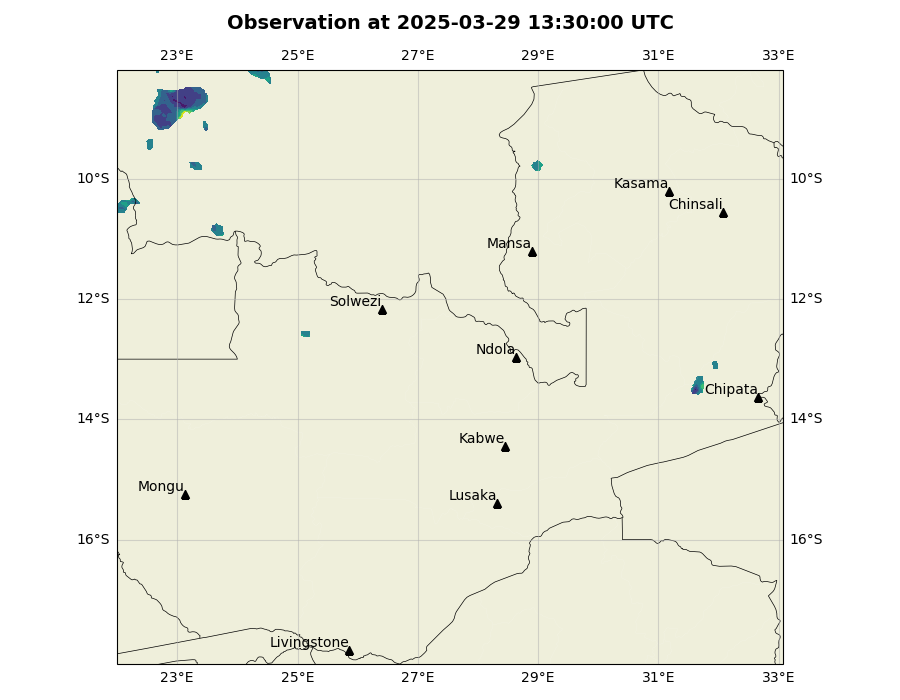 Observation at 2025-03-29 13:30:00 UTC
23°E 25°E 27°E 29°E 31°E 33°E
10°S 10°S
Kasama
Chinsali
Mansa
12°S 12°S
Solwezi
Ndola
Chipata
14°S 14°S
Kabwe
Mongu
Lusaka
16°S 16°S
Livingstone
23°E 25°E 27°E 29°E 31°E 33°E